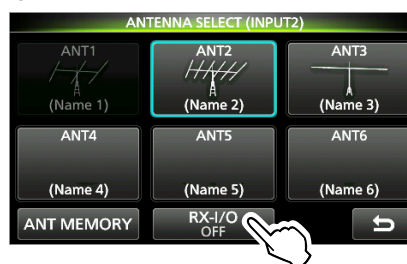 ANTENNA SELECT (INPUT2)
ANT1 ANT2 ANT3
(Name 1) (Name 2) (Name 3)
ANT4 ANT5 ANT6
(Name 4) (Name 5) (Name 6)
ANT MEMORY RX-I/O
OFF